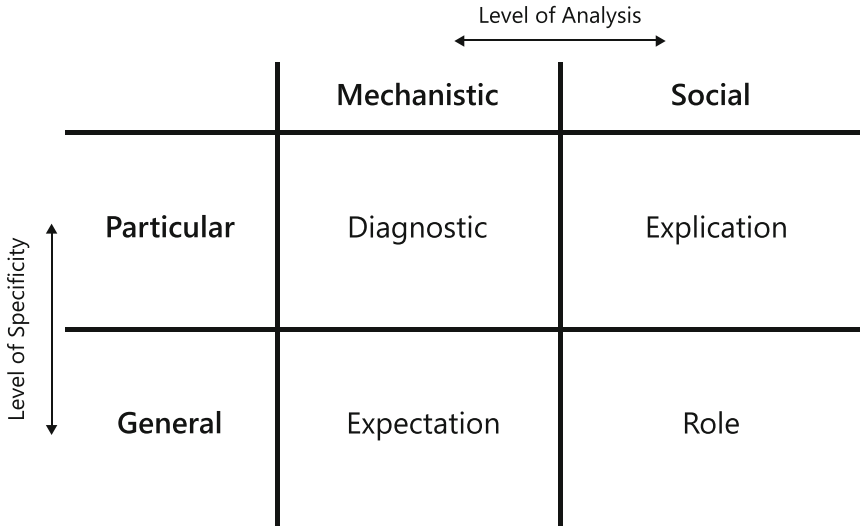 Level of Analysis
Mechanistic Social
Level of Specificity
Particular Diagnostic Explication
General Expectation Role